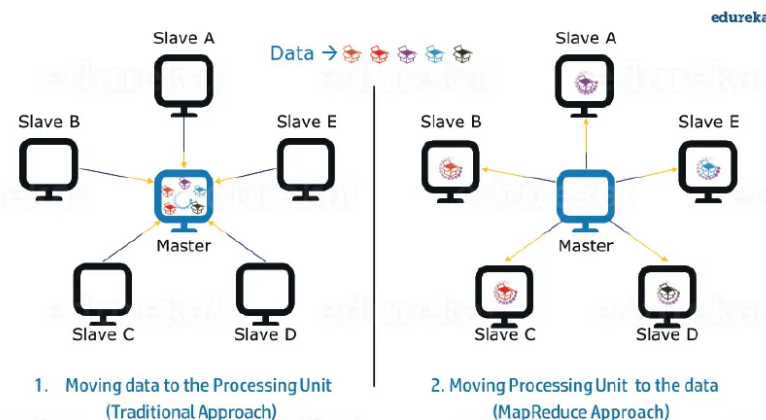 edureka
Data →
Slave A
Slave B
Slave E
Master
Slave C
Slave D
1. Moving data to the Processing Unit
(Traditional Approach)
Slave A
Slave B
Slave E
Master
Slave C
Slave D
2. Moving Processing Unit to the data
(MapReduce Approach)